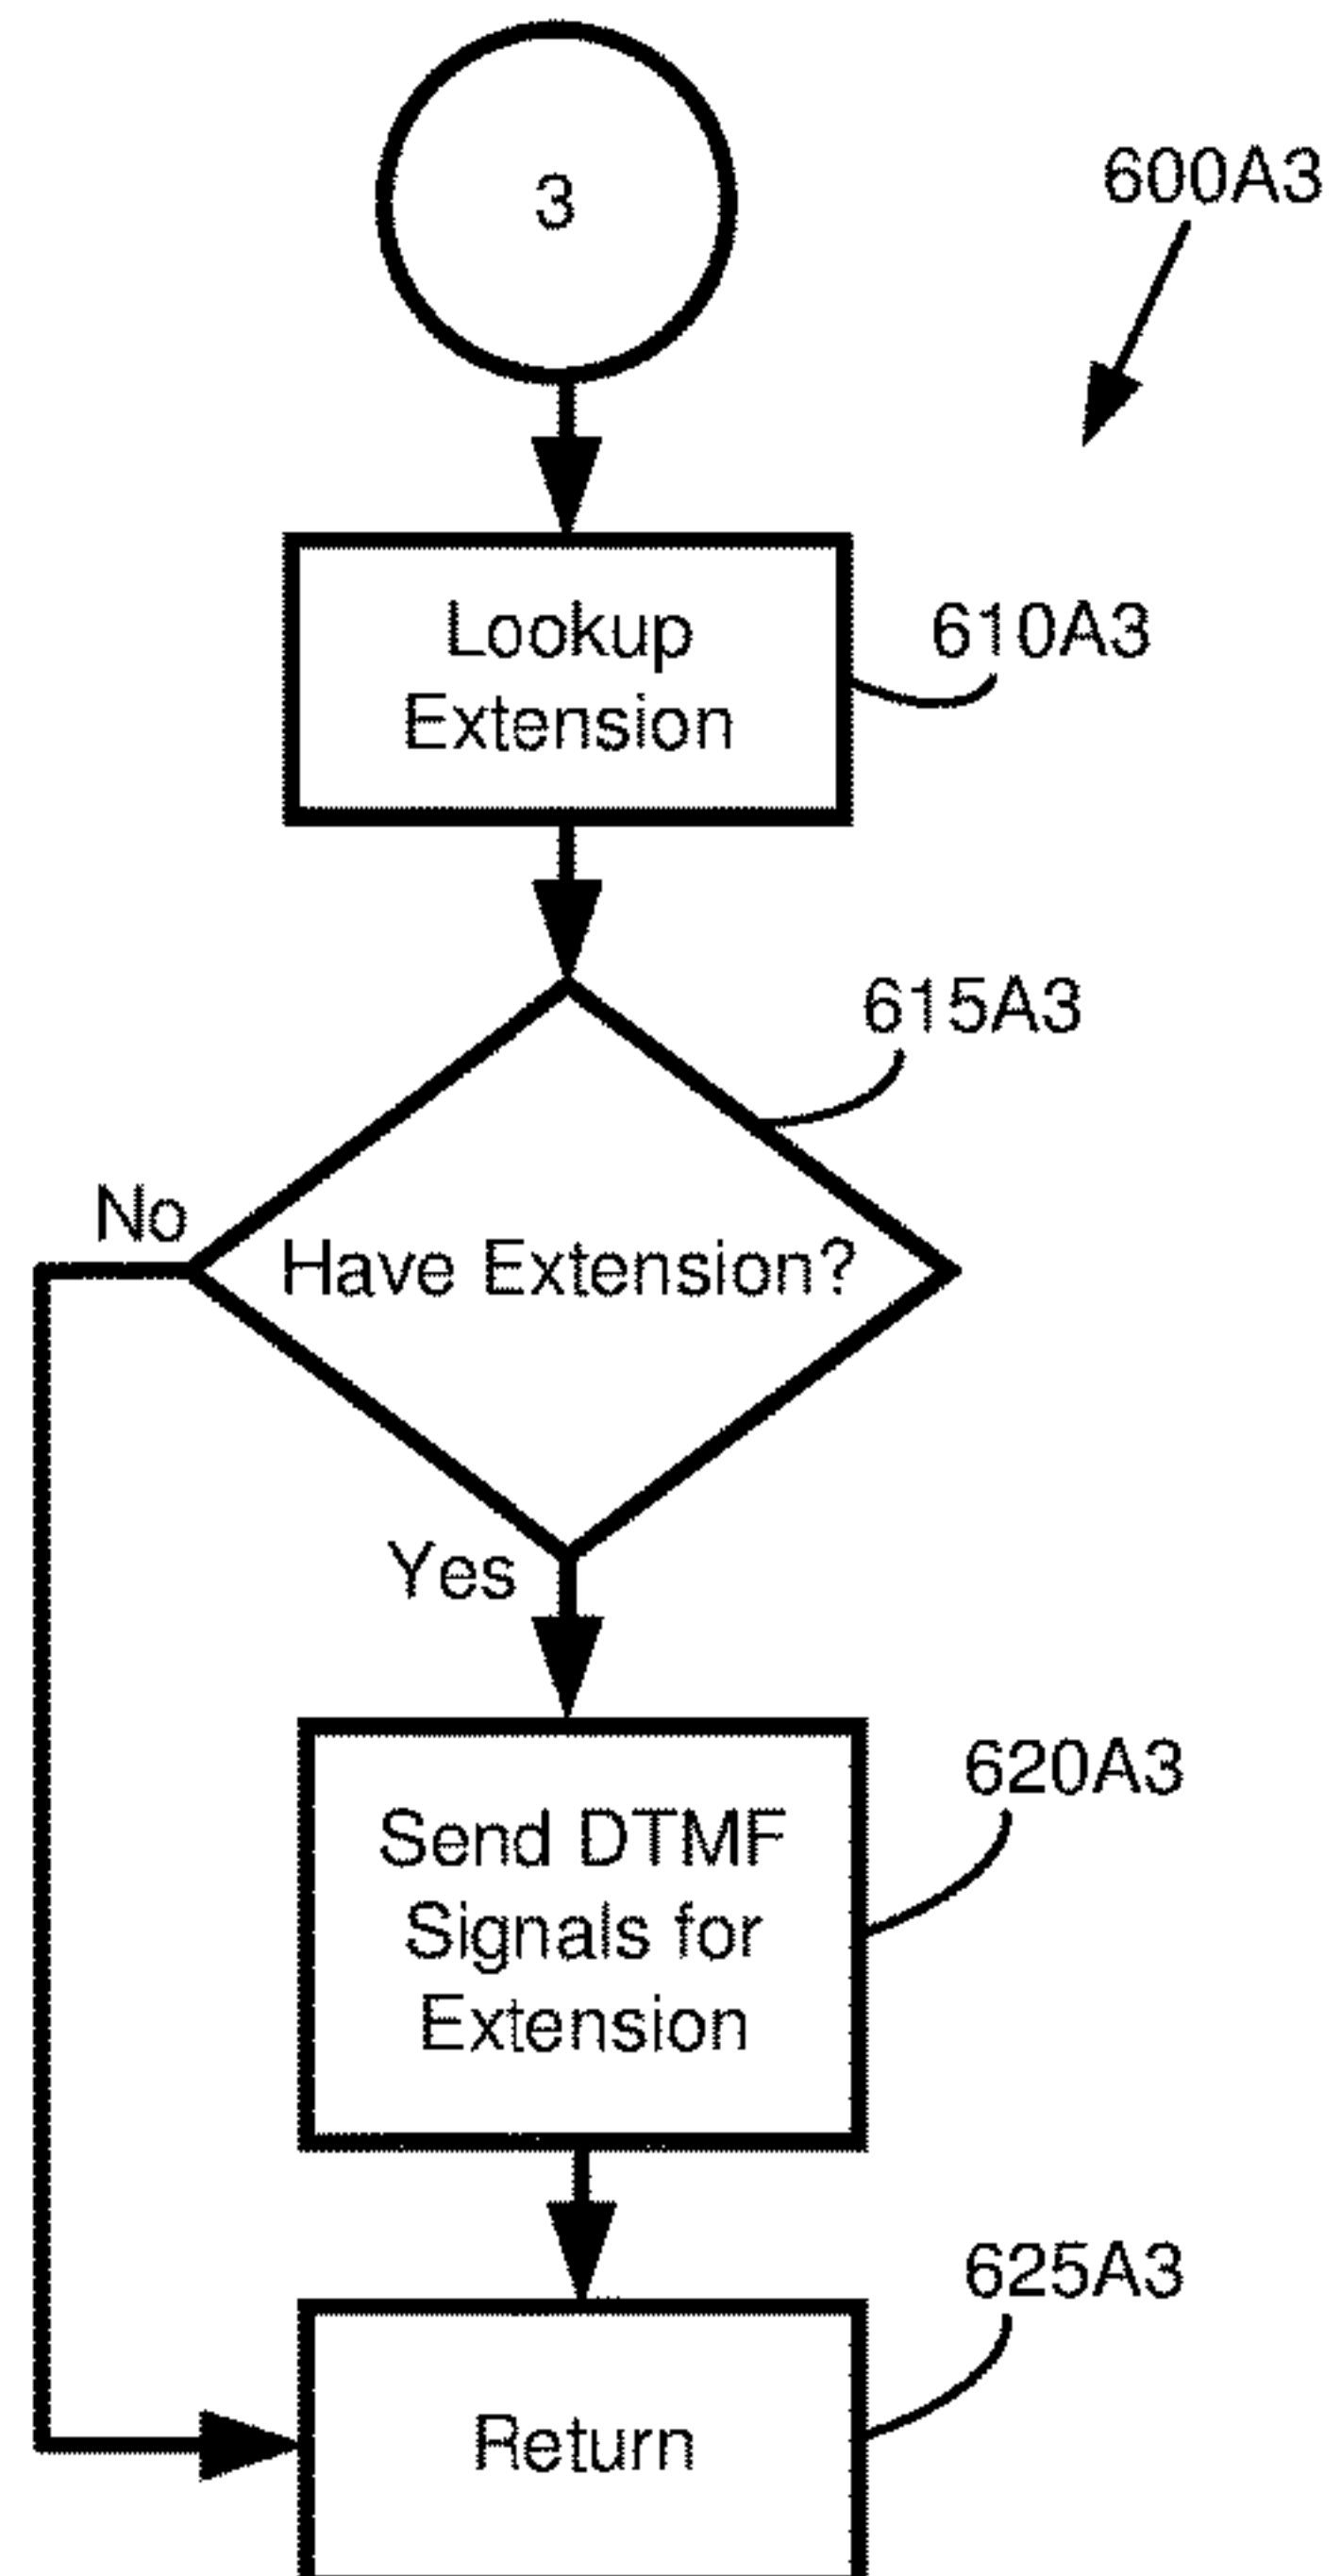 3
600A3
Lookup
Extension
610A3
615A3
No
Have Extension?
Yes
Send DTMF
Signals for
Extension
620A3
625A3
Return